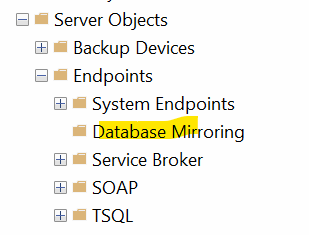 Server Objects
Backup Devices
Endpoints
System Endpoints
Database Mirroring
Service Broker
SOAP
TSQL